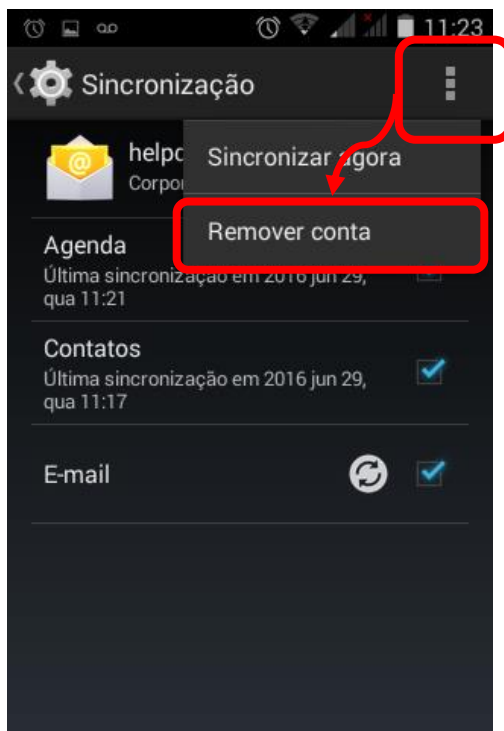 11:23
Sincronização
Sincronizar agora
Remover conta
Agenda
Última sincronização em 2016 jun 29,
qua 11:21
Contatos
Última sincronização em 2016 jun 29,
qua 11:17
E-mail